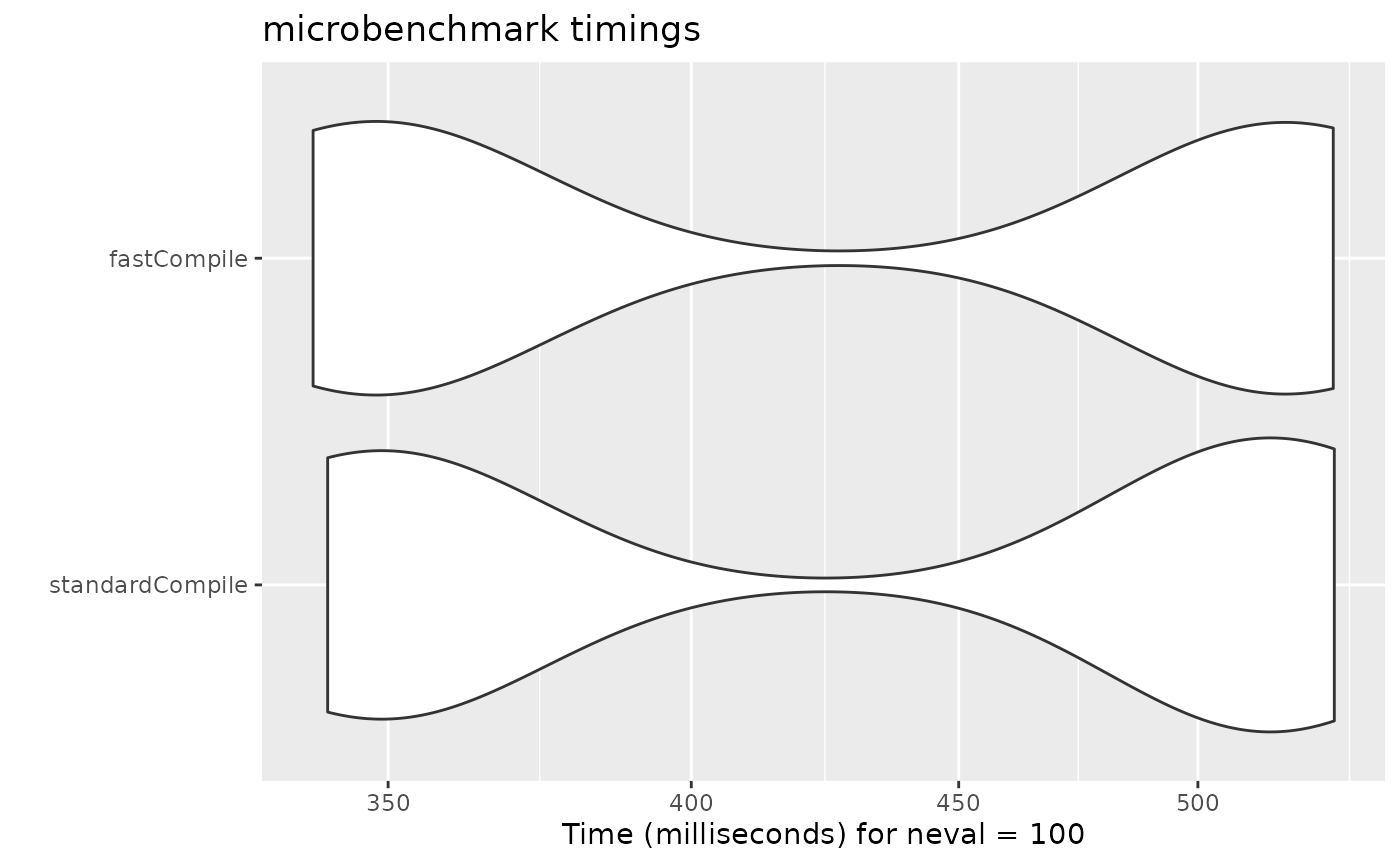 microbenchmark timings
fastCompile
standardCompile
350 400 450 500
Time (milliseconds) for neval = 100